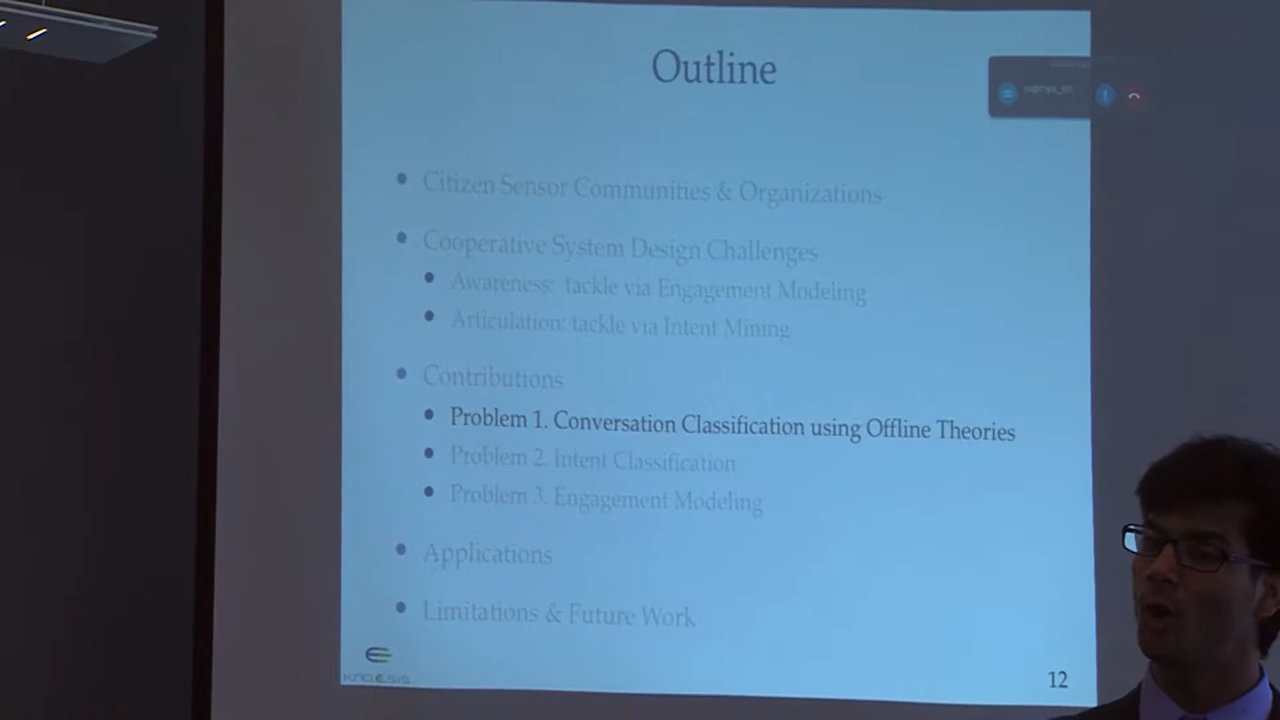 Outline
Citizen Sensor Communities & Organizations
Cooperative System Design Challenges
Awareness: tackle via Engagement Modeling
Articulation: tackle via Intent Mining
Contributions
Problem 1. Conversation Classification using Offline Theories
Problem 2. Intent Classification
Problem 3. Engagement Modeling
Applications
Limitations & Future Work
kno.e.sis
12